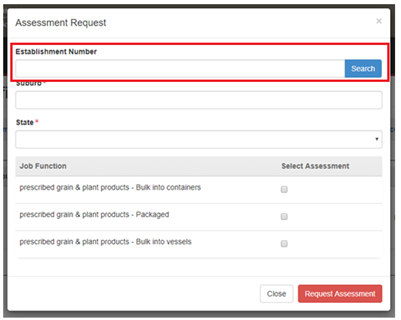 Assessment Request ×
Establishment Number
Search
Suburb *
State *
Job Function Select Assessment
prescribed grain & plant products - Bulk into containers
prescribed grain & plant products - Packaged
prescribed grain & plant products - Bulk into vessels
Close Request Assessment